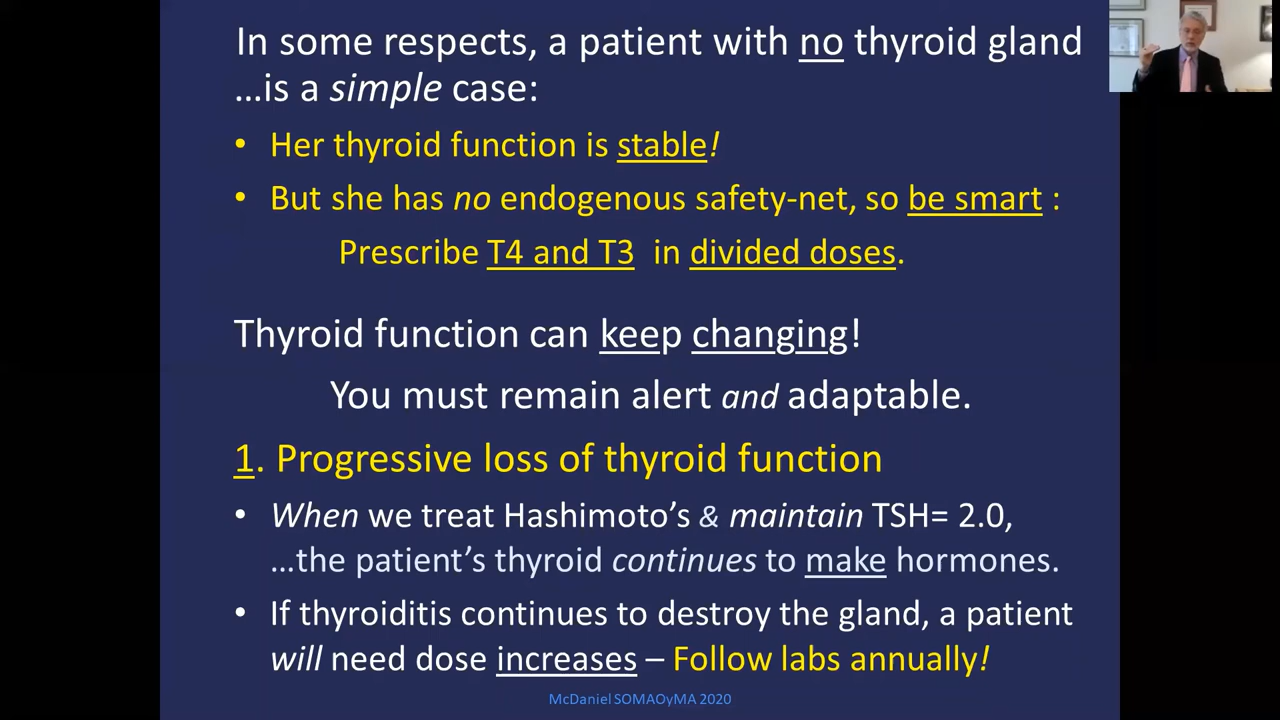 In some respects, a patient with no thyroid gland
…is a simple case:
• Her thyroid function is stable!
• But she has no endogenous safety-net, so be smart :
Prescribe T4 and T3 in divided doses.
Thyroid function can keep changing!
You must remain alert and adaptable.
1. Progressive loss of thyroid function
• When we treat Hashimoto’s & maintain TSH= 2.0,
…the patient’s thyroid continues to make hormones.
• If thyroiditis continues to destroy the gland, a patient
will need dose increases – Follow labs annually!
McDaniel SOMAOyMA 2020